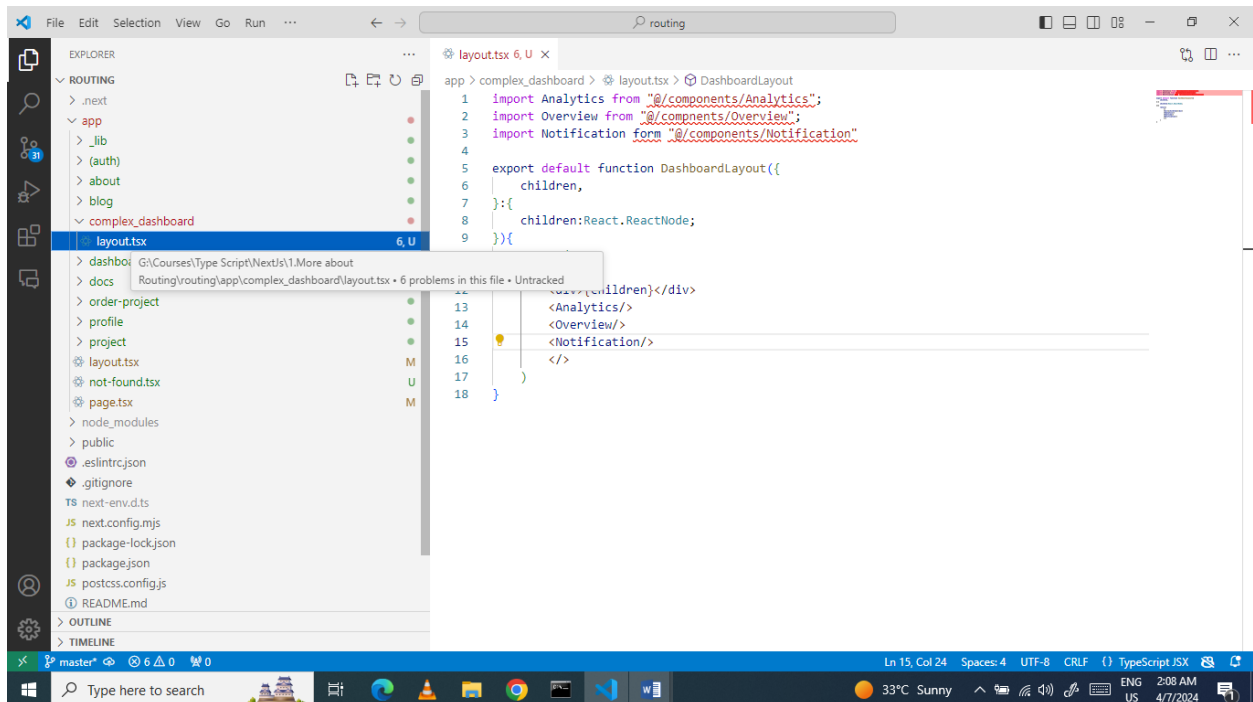 File Edit Selection View Go Run ···
routing
EXPLORER
ROUTING
.next
app
_lib
(auth)
about
blog
complex_dashboard
layout.tsx 6, U
dashboa
docs
order-project
profile
project
layout.tsx M
not-found.tsx U
page.tsx M
node_modules
public
.eslintrc.json
.gitignore
TS next-env.d.ts
JS next.config.mjs
{} package-lock.json
{} package.json
JS postcss.config.js
README.md
OUTLINE
TIMELINE
31
G:\Courses\Type Script\NextJs\1.More about
Routing\routing\app\complex_dashboard\layout.tsx • 6 problems in this file • Untracked
layout.tsx 6, U
app > complex_dashboard > layout.tsx > DashboardLayout
1 import Analytics from "@/components/Analytics";
2 import Overview from "@/compnents/Overview";
3 import Notification form "@/components/Notification"
4
5 export default function DashboardLayout({
6 children,
7 }:{
8 children:React.ReactNode;
9 }){
12 <div>{children}</div>
13 <Analytics/>
14 <Overview/>
15 <Notification/>
16 </>
17 )
18 }
master* 6 0 0
Ln 15, Col 24 Spaces: 4 UTF-8 CRLF {} TypeScript JSX
Type here to search
33°C Sunny
ENG
US
2:08 AM
4/7/2024
1